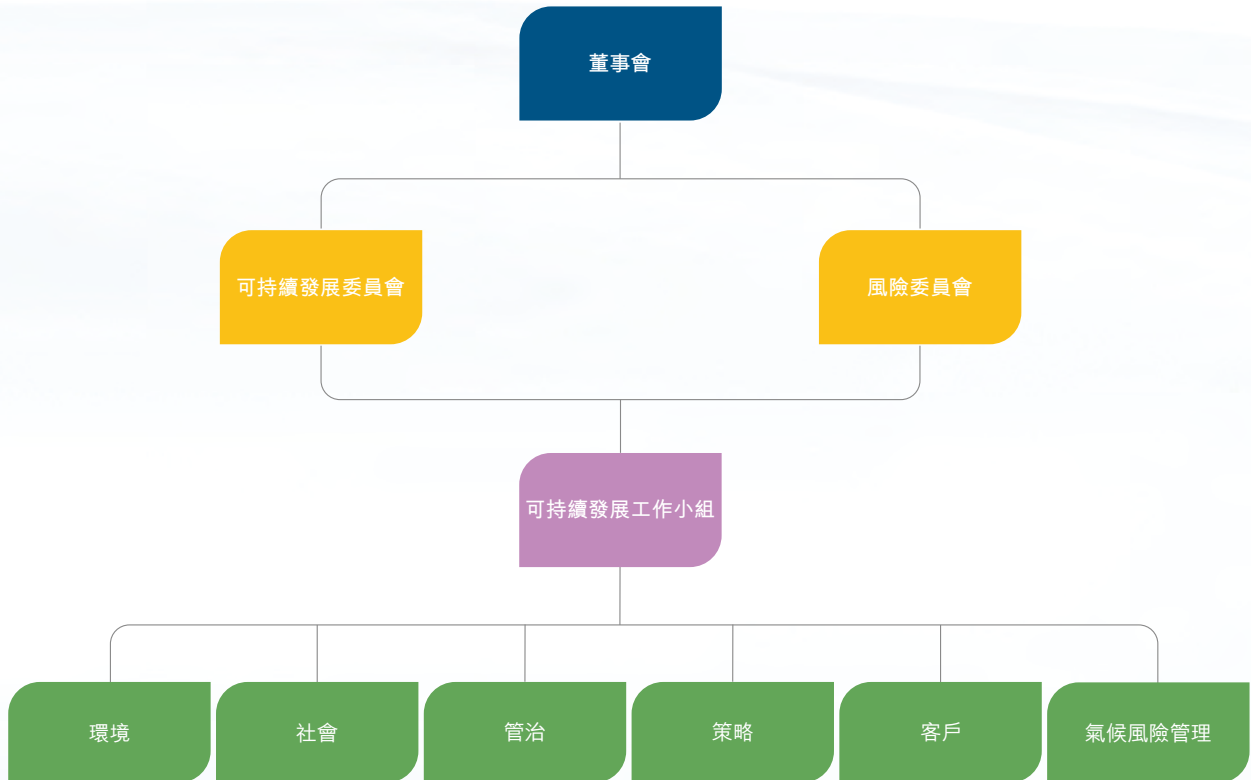 董事會
可持續發展委員會
風險委員會
可持續發展工作小組
環境
社會
管治
策略
客戶
氣候風險管理